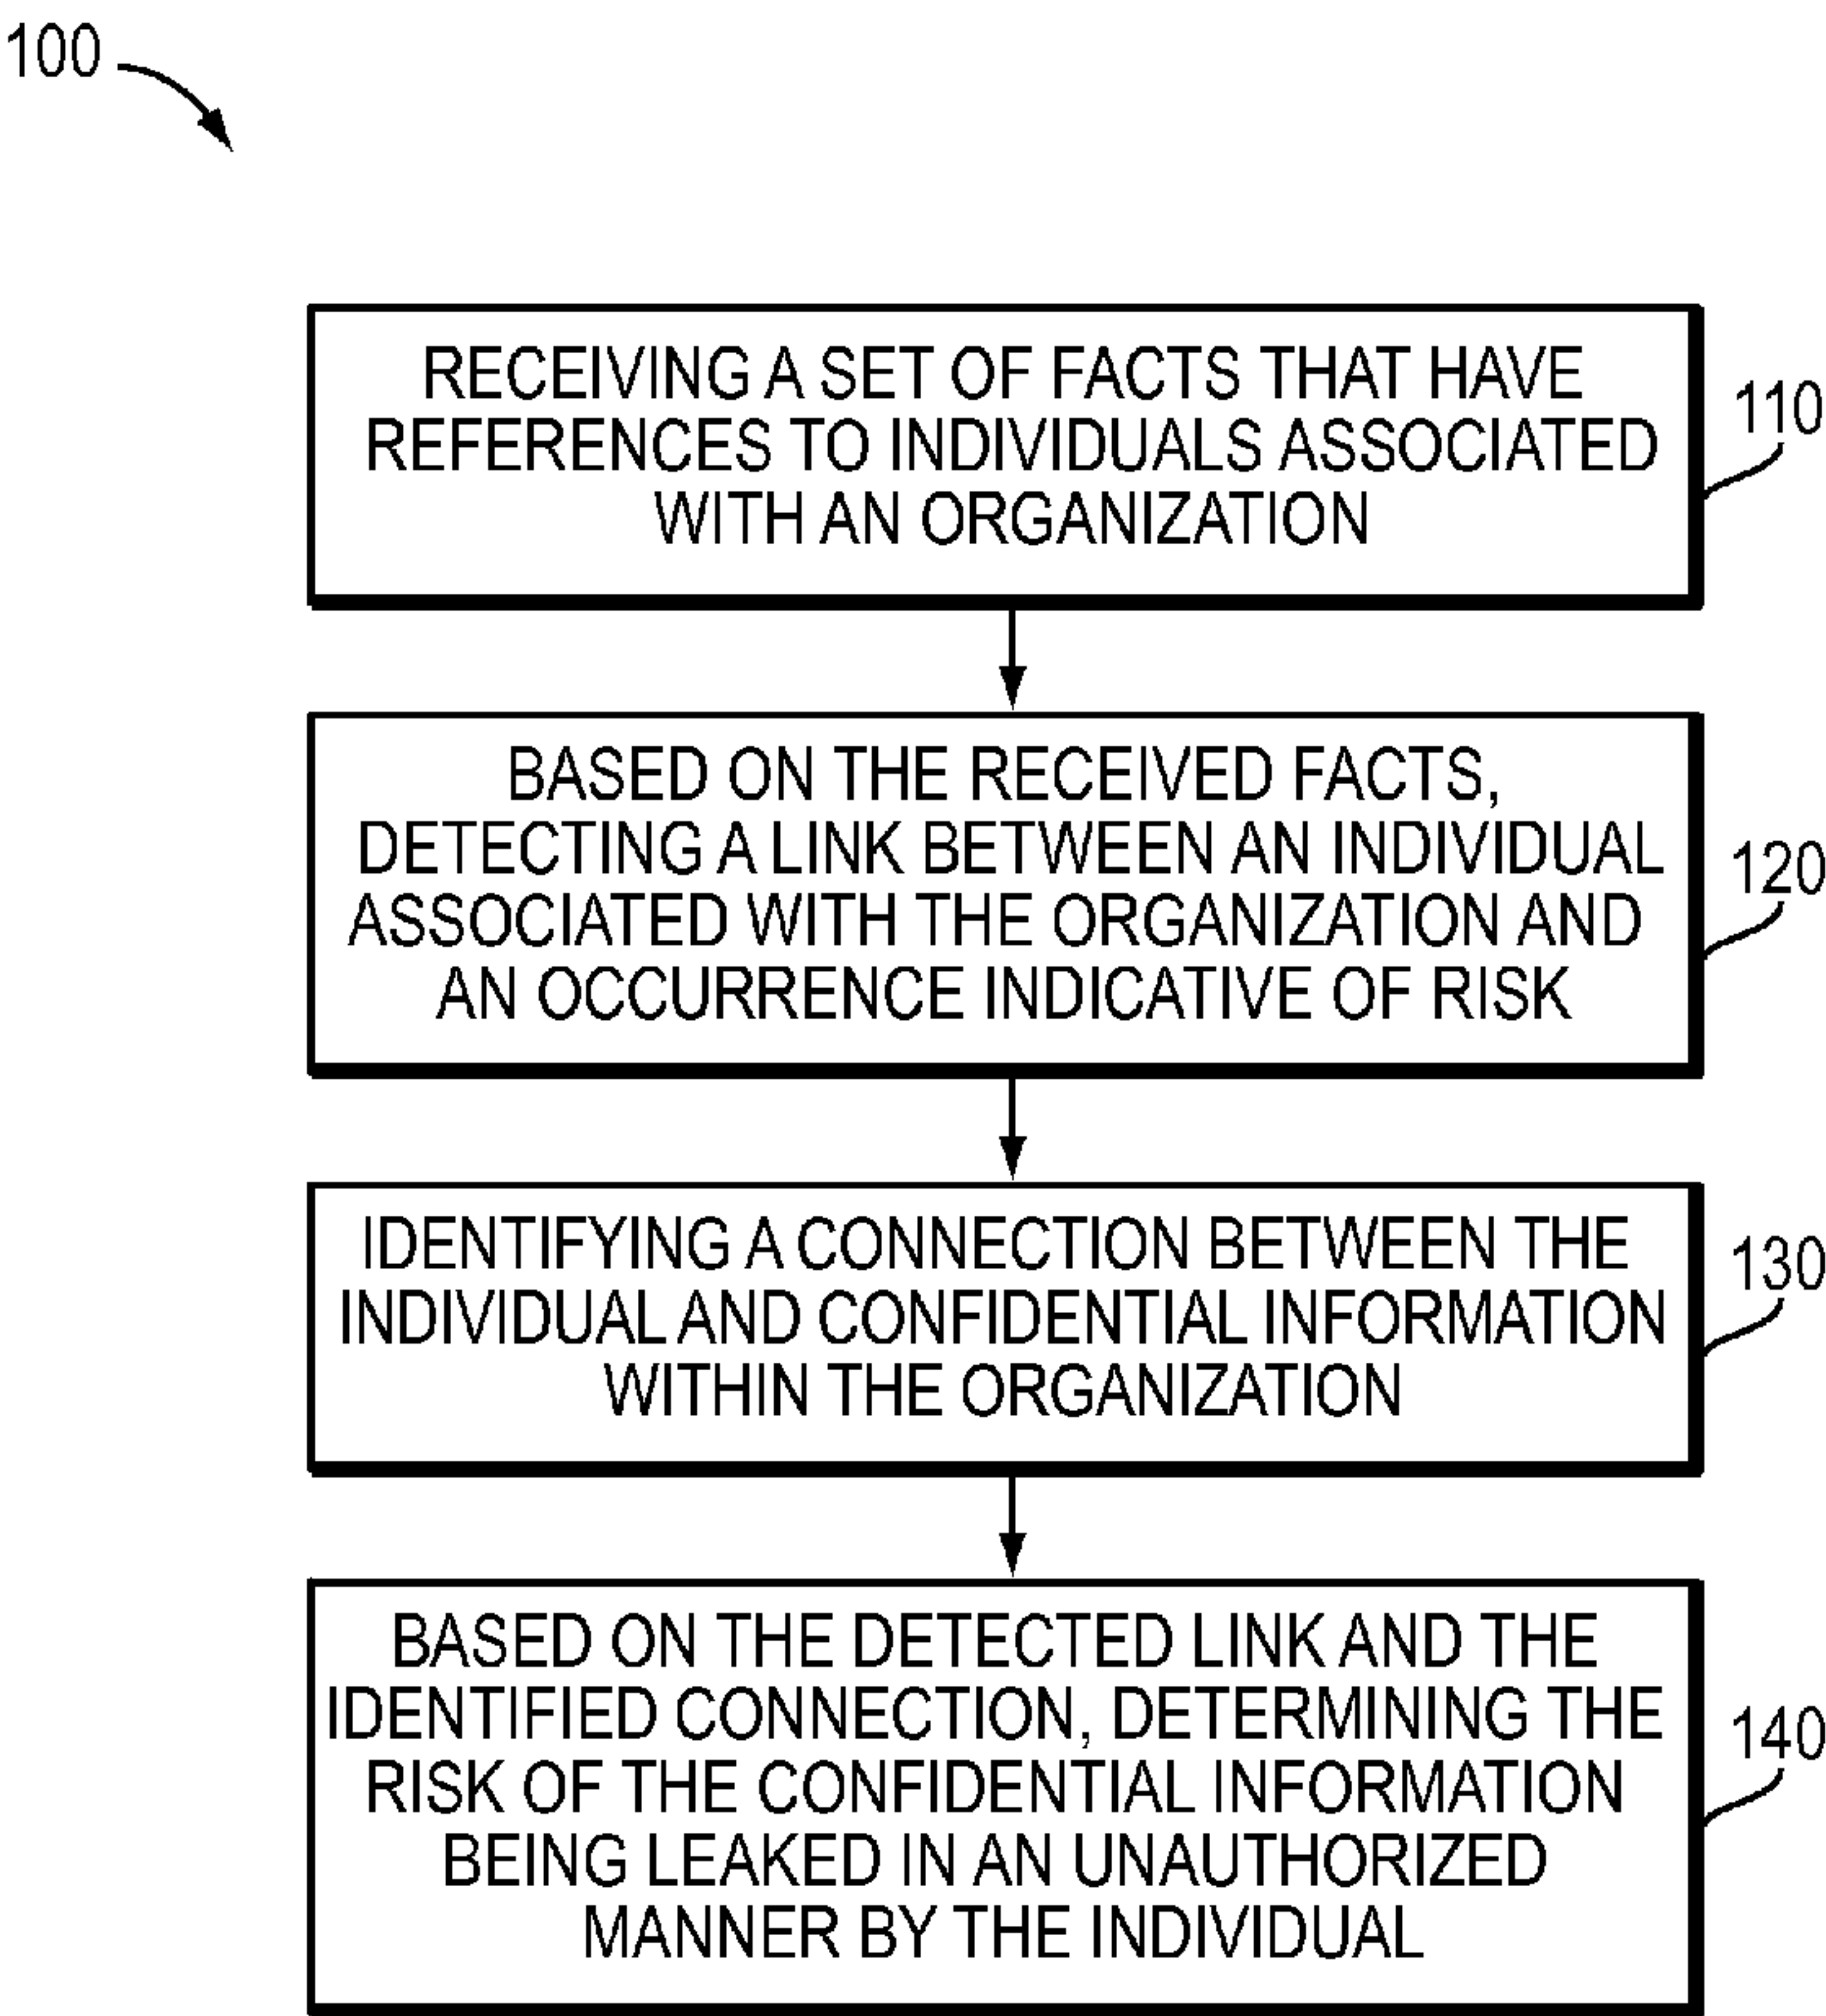 100
RECEIVING A SET OF FACTS THAT HAVE
REFERENCES TO INDIVIDUALS ASSOCIATED
WITH AN ORGANIZATION
110
BASED ON THE RECEIVED FACTS,
DETECTING A LINK BETWEEN AN INDIVIDUAL
ASSOCIATED WITH THE ORGANIZATION AND
AN OCCURRENCE INDICATIVE OF RISK
120
IDENTIFYING A CONNECTION BETWEEN THE
INDIVIDUAL AND CONFIDENTIAL INFORMATION
WITHIN THE ORGANIZATION
130
BASED ON THE DETECTED LINK AND THE
IDENTIFIED CONNECTION, DETERMINING THE
RISK OF THE CONFIDENTIAL INFORMATION
BEING LEAKED IN AN UNAUTHORIZED
MANNER BY THE INDIVIDUAL
140